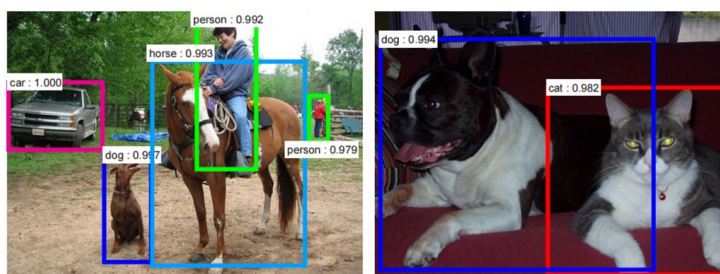 person : 0.992
horse : 0.993
car : 1.000
dog : 0.997
person : 0.979
dog : 0.994
cat : 0.982